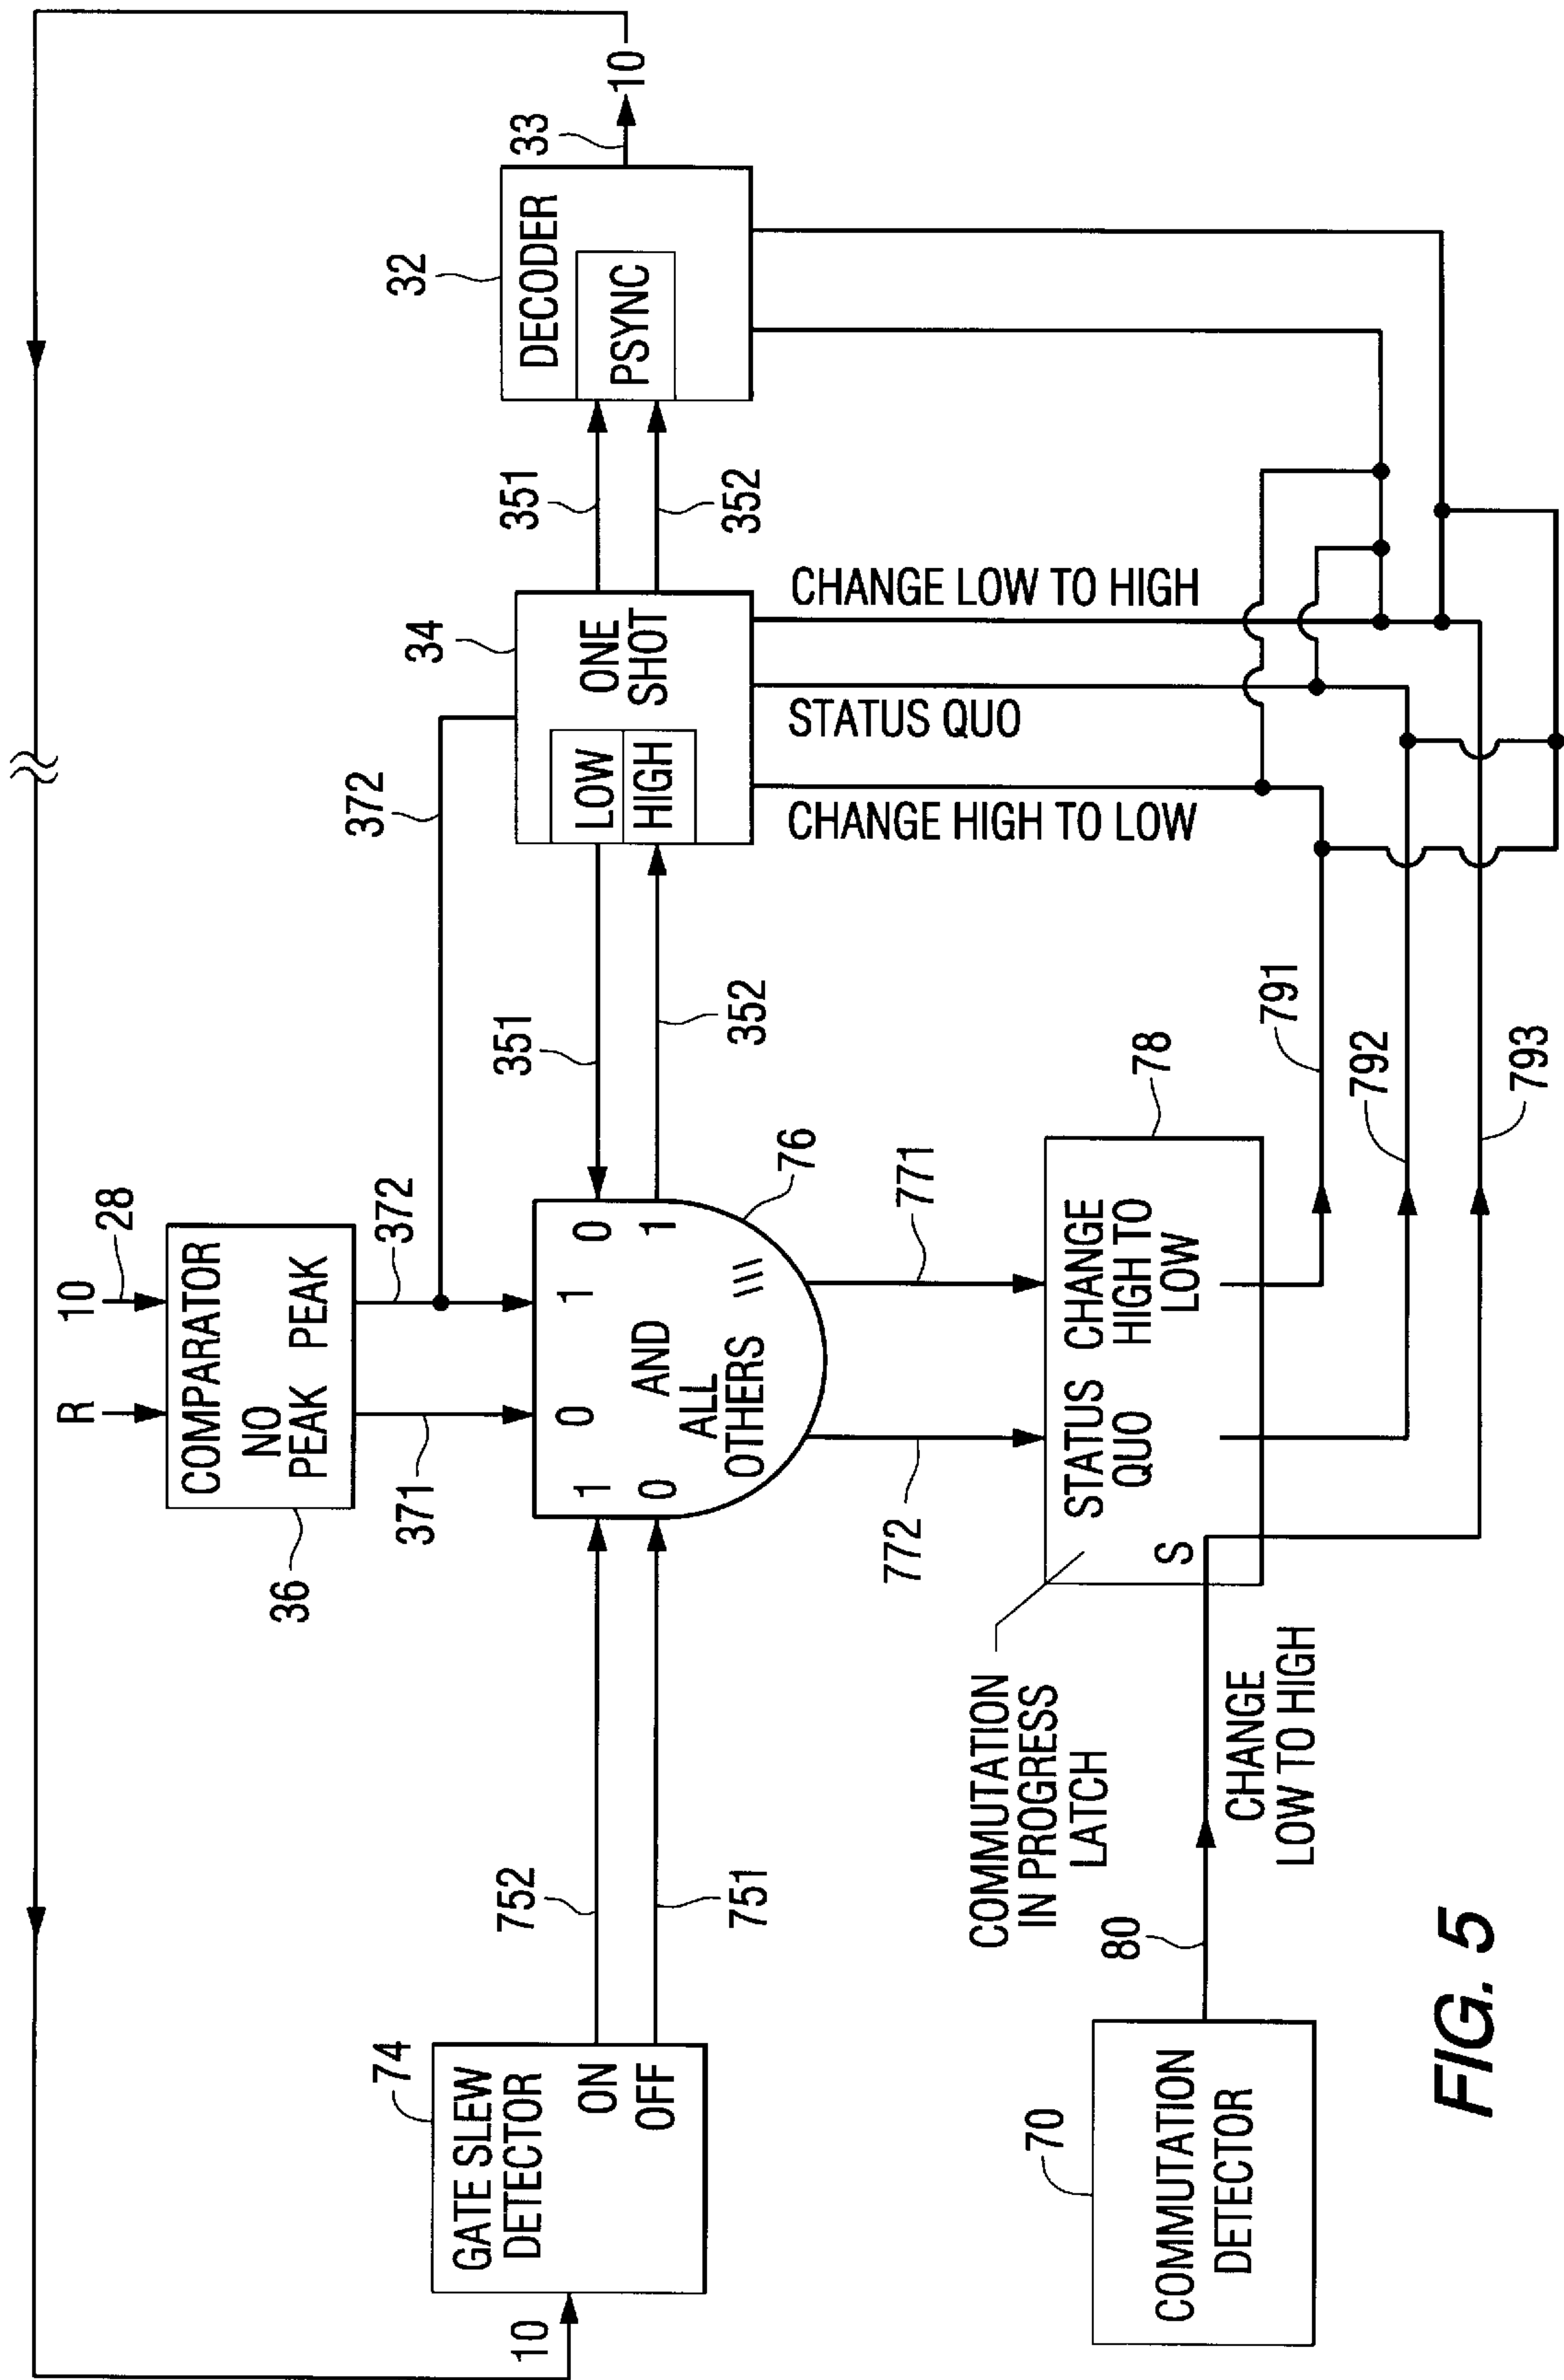 10
33
32
DECODER
PSYNC
351
352
34
ONE
SHOT
LOW
HIGH
372
CHANGE LOW TO HIGH
STATUS QUO
CHANGE HIGH TO LOW
351
352
10
28
R
COMPARATOR
NO
PEAK
PEAK
36
371
372
1
0
1
0
0
1
AND
ALL
OTHERS
\\\
76
752
751
74
GATE SLEW
DETECTOR
ON
OFF
10
771
772
78
STATUS
QUO
CHANGE
HIGH TO
LOW
S
791
792
793
COMMUTATION
IN PROGRESS
LATCH
80
CHANGE
LOW TO HIGH
70
COMMUTATION
DETECTOR
FIG. 5